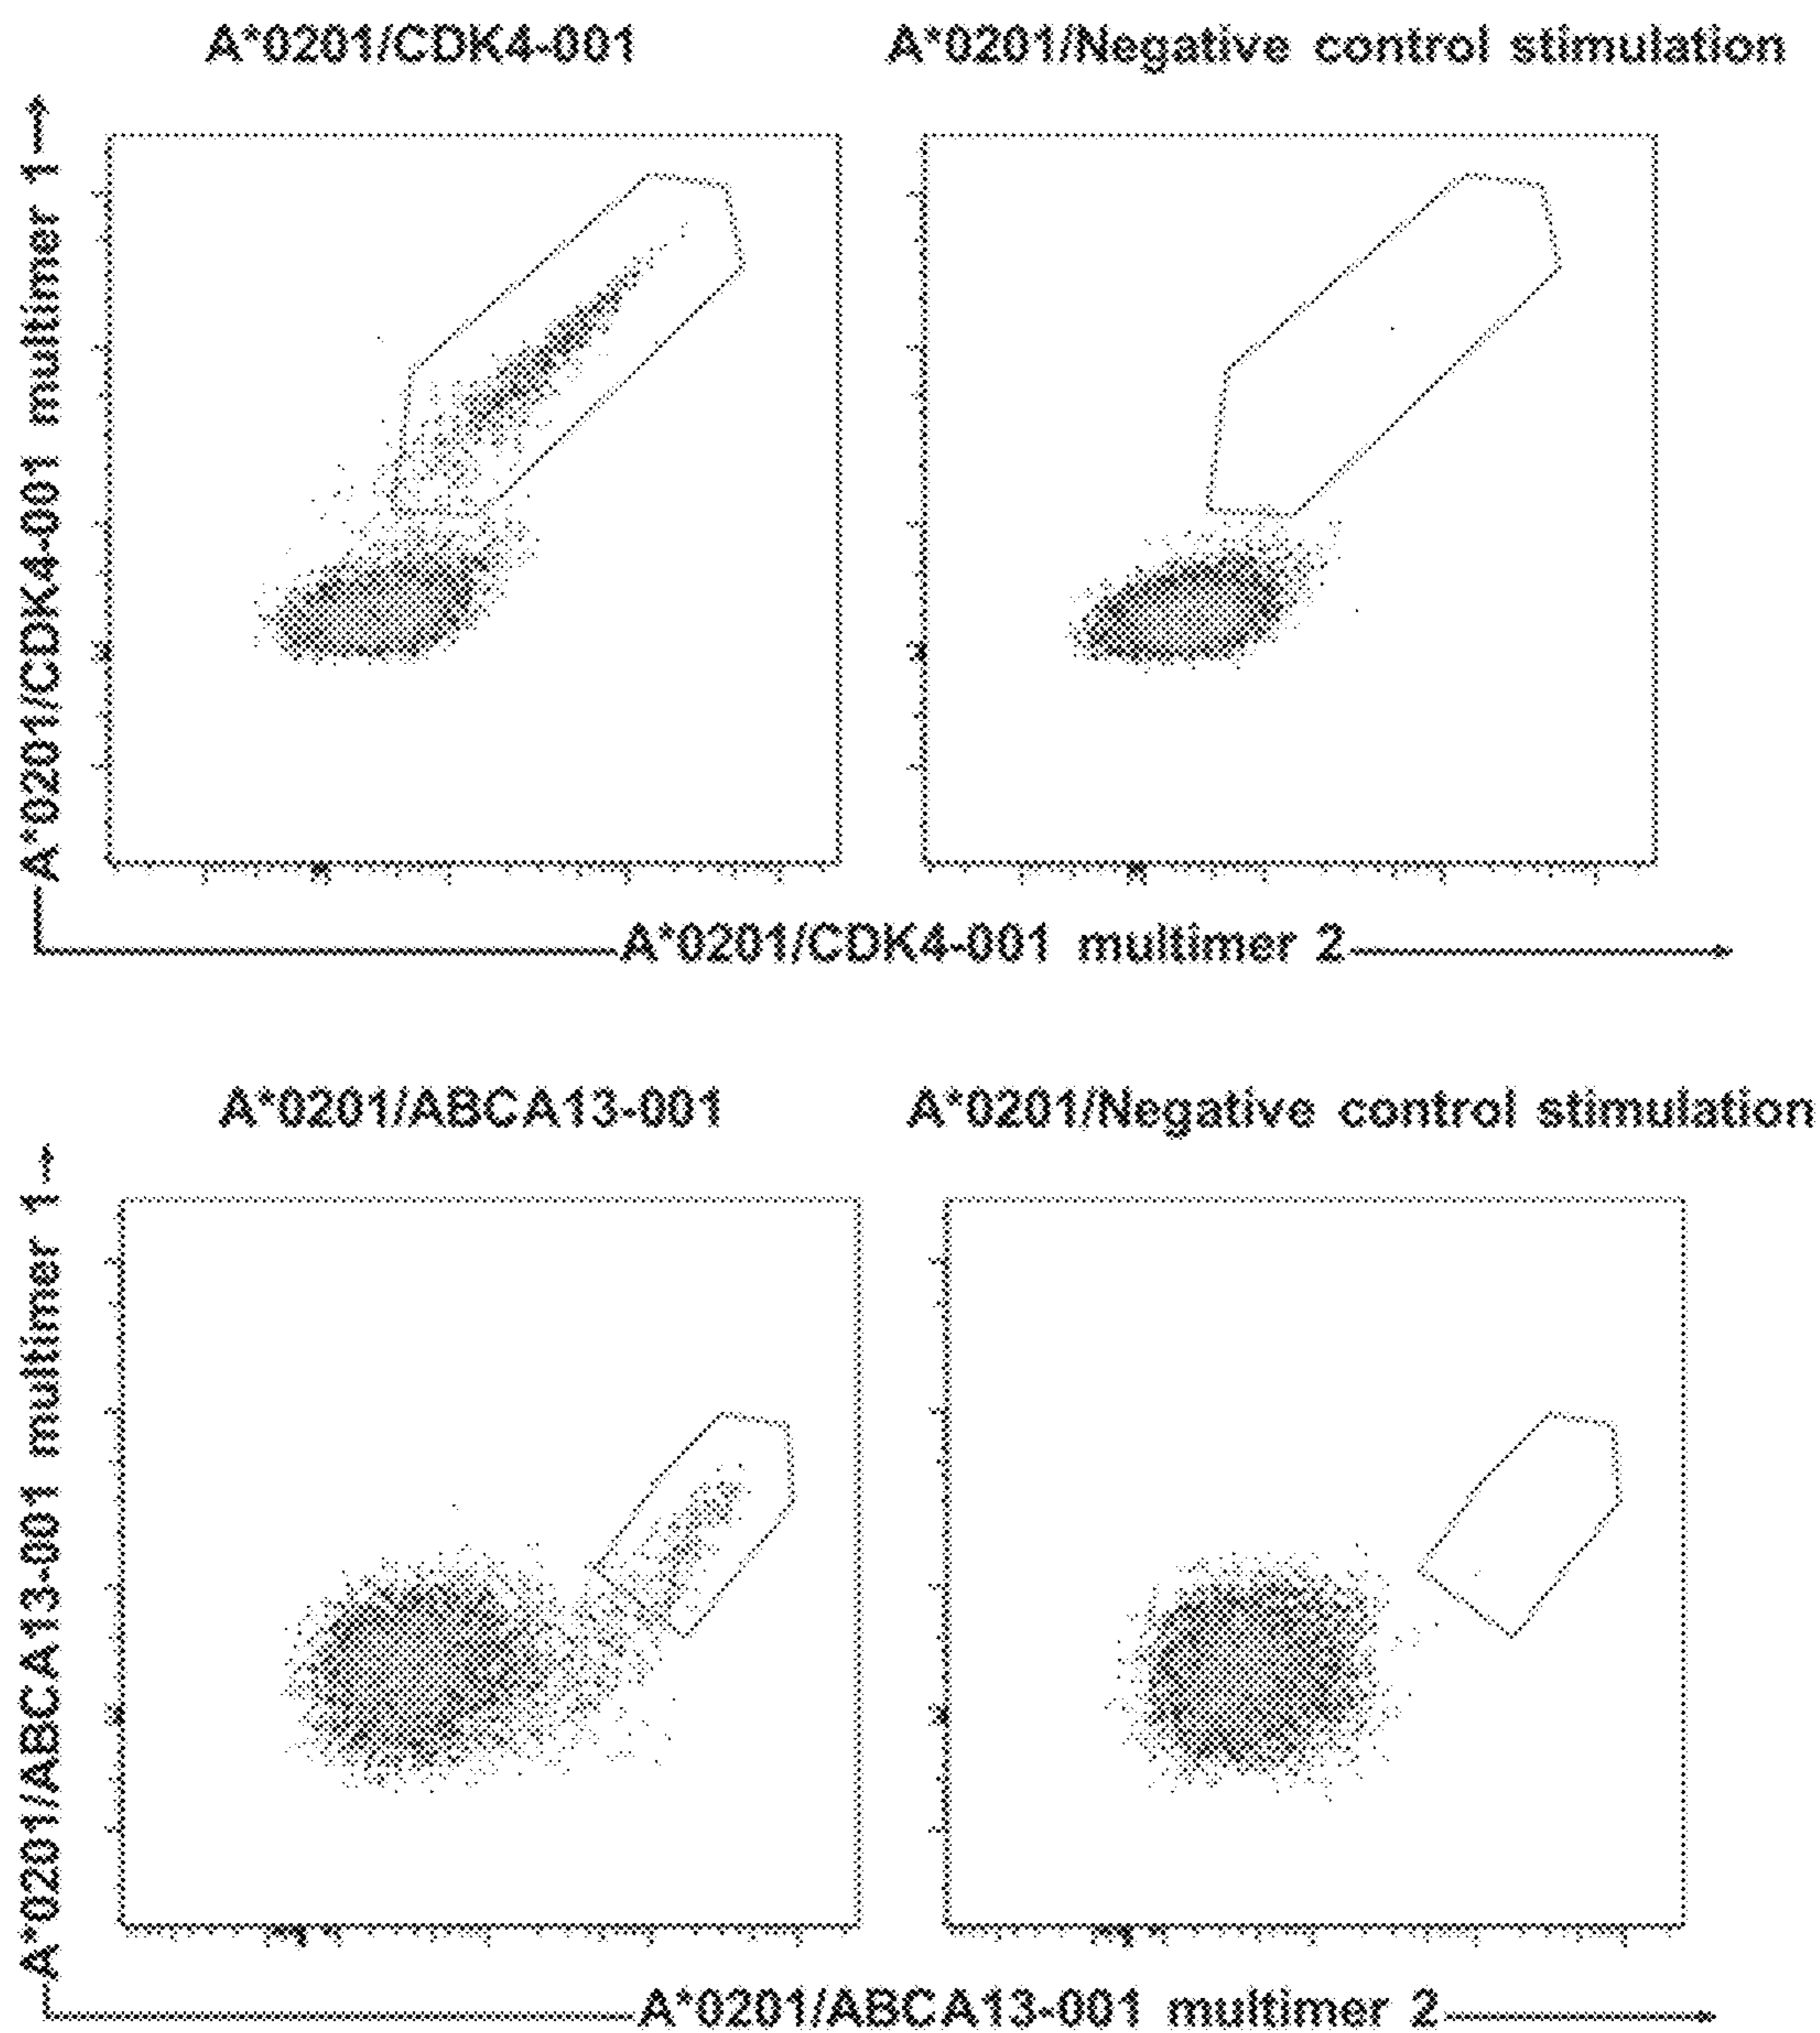 A*0201/CDK4-001
A*0201/Negative control stimulation
A*0201/CDK4-001 multimer 1
A*0201/CDK4-001 multimer 2
A*0201/ABCA13-001
A*0201/Negative control stimulation
A*0201/ABCA13-001 multimer 1
A*0201/ABCA13-001 multimer 2